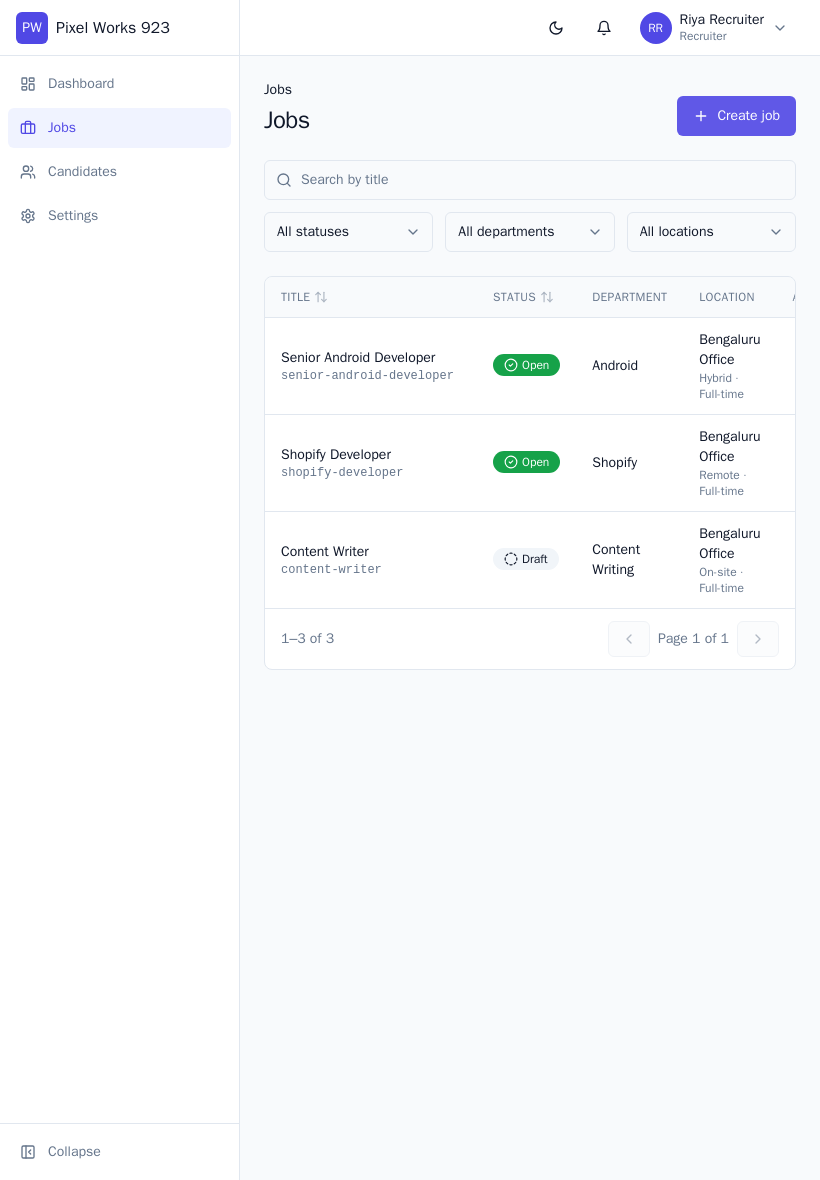 PW Pixel Works 923
RR
Riya Recruiter
Recruiter
Dashboard
Jobs
Candidates
Settings
Collapse
Jobs
Jobs
Create job
Search by title
All statuses
All departments
All locations
TITLE STATUS DEPARTMENT LOCATION
Senior Android Developer
senior-android-developer
Open
Android
Bengaluru
Office
Hybrid ·
Full-time
Shopify Developer
shopify-developer
Open
Shopify
Bengaluru
Office
Remote ·
Full-time
Content Writer
content-writer
Draft
Content
Writing
Bengaluru
Office
On-site ·
Full-time
1–3 of 3
Page 1 of 1